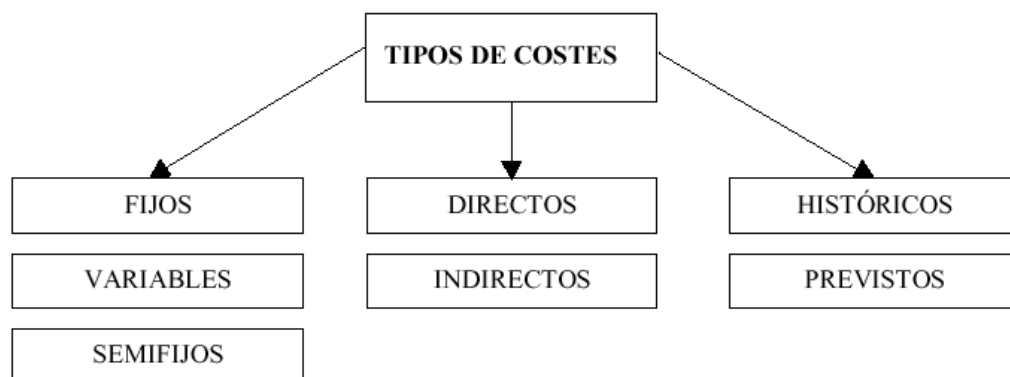 TIPOS DE COSTES
FIJOS
DIRECTOS
HISTÓRICOS
VARIABLES
INDIRECTOS
PREVISTOS
SEMIFIJOS